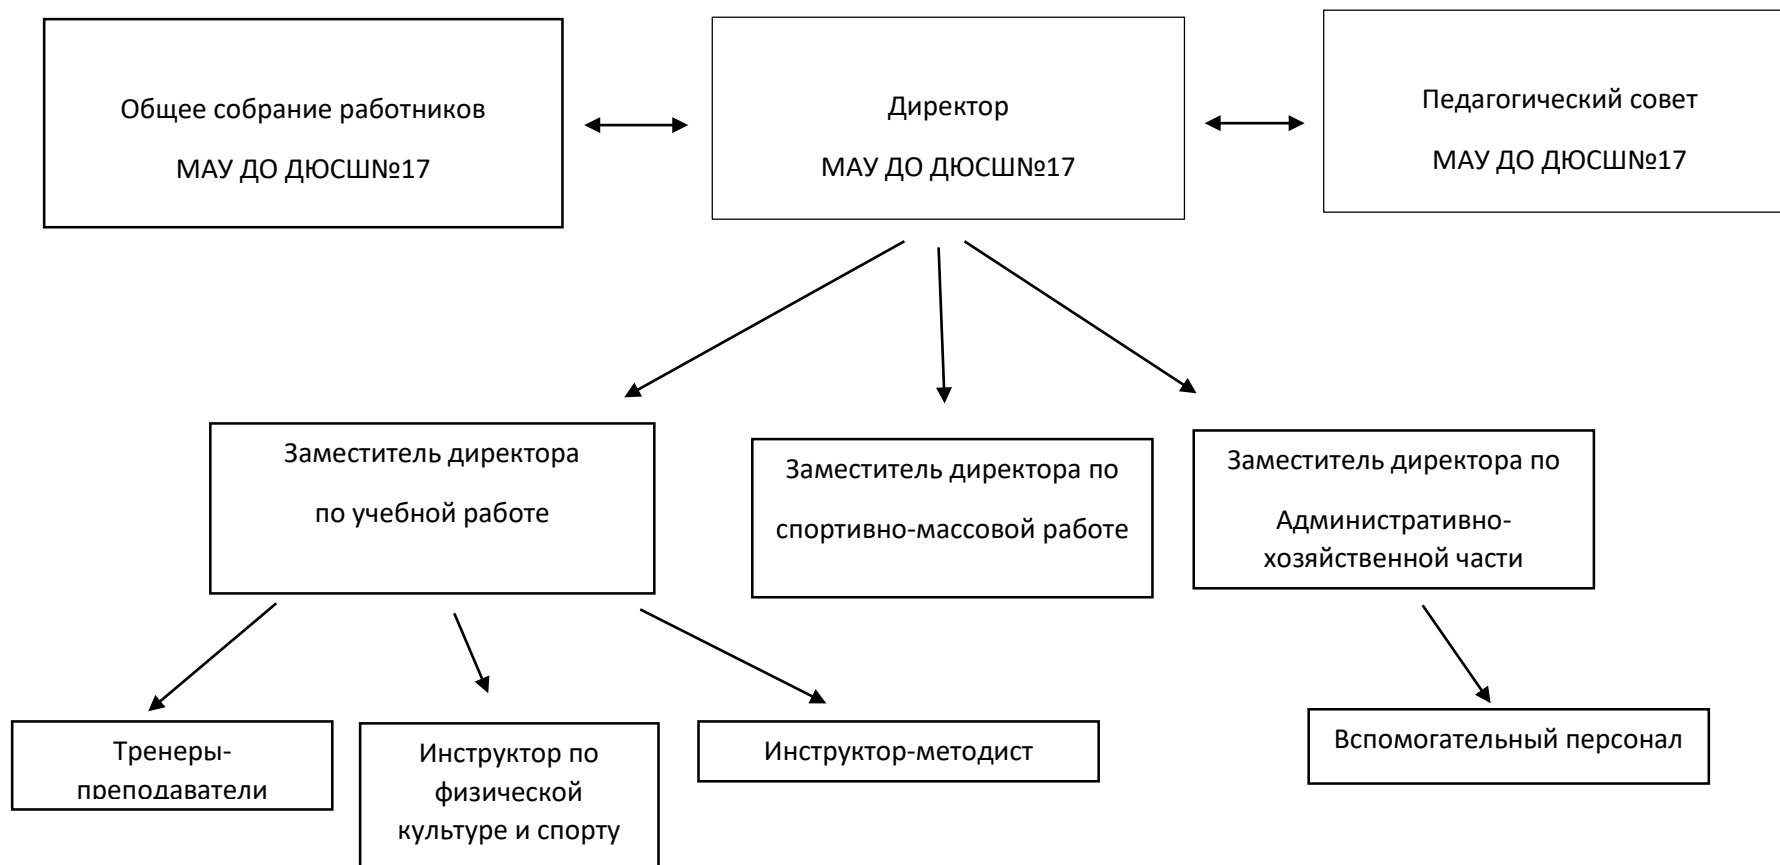 Общее собрание работников
МАУ ДО ДЮСШ№17
Директор
МАУ ДО ДЮСШ№17
Педагогический совет
МАУ ДО ДЮСШ№17
Заместитель директора
по учебной работе
Заместитель директора по
спортивно-массовой работе
Заместитель директора по
Административно-
хозяйственной части
Тренеры-
преподаватели
Инструктор по
физической
культуре и спорту
Инструктор-методист
Вспомогательный персонал